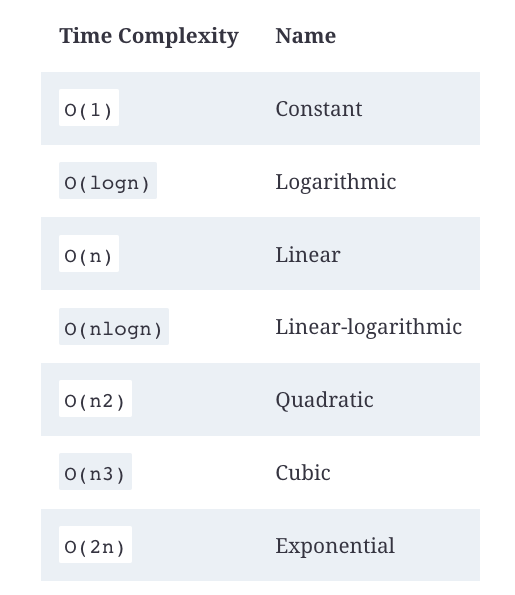 Time Complexity Name
O(1) Constant
O(logn) Logarithmic
O(n) Linear
O(nlogn) Linear-logarithmic
O(n2) Quadratic
O(n3) Cubic
O(2n) Exponential